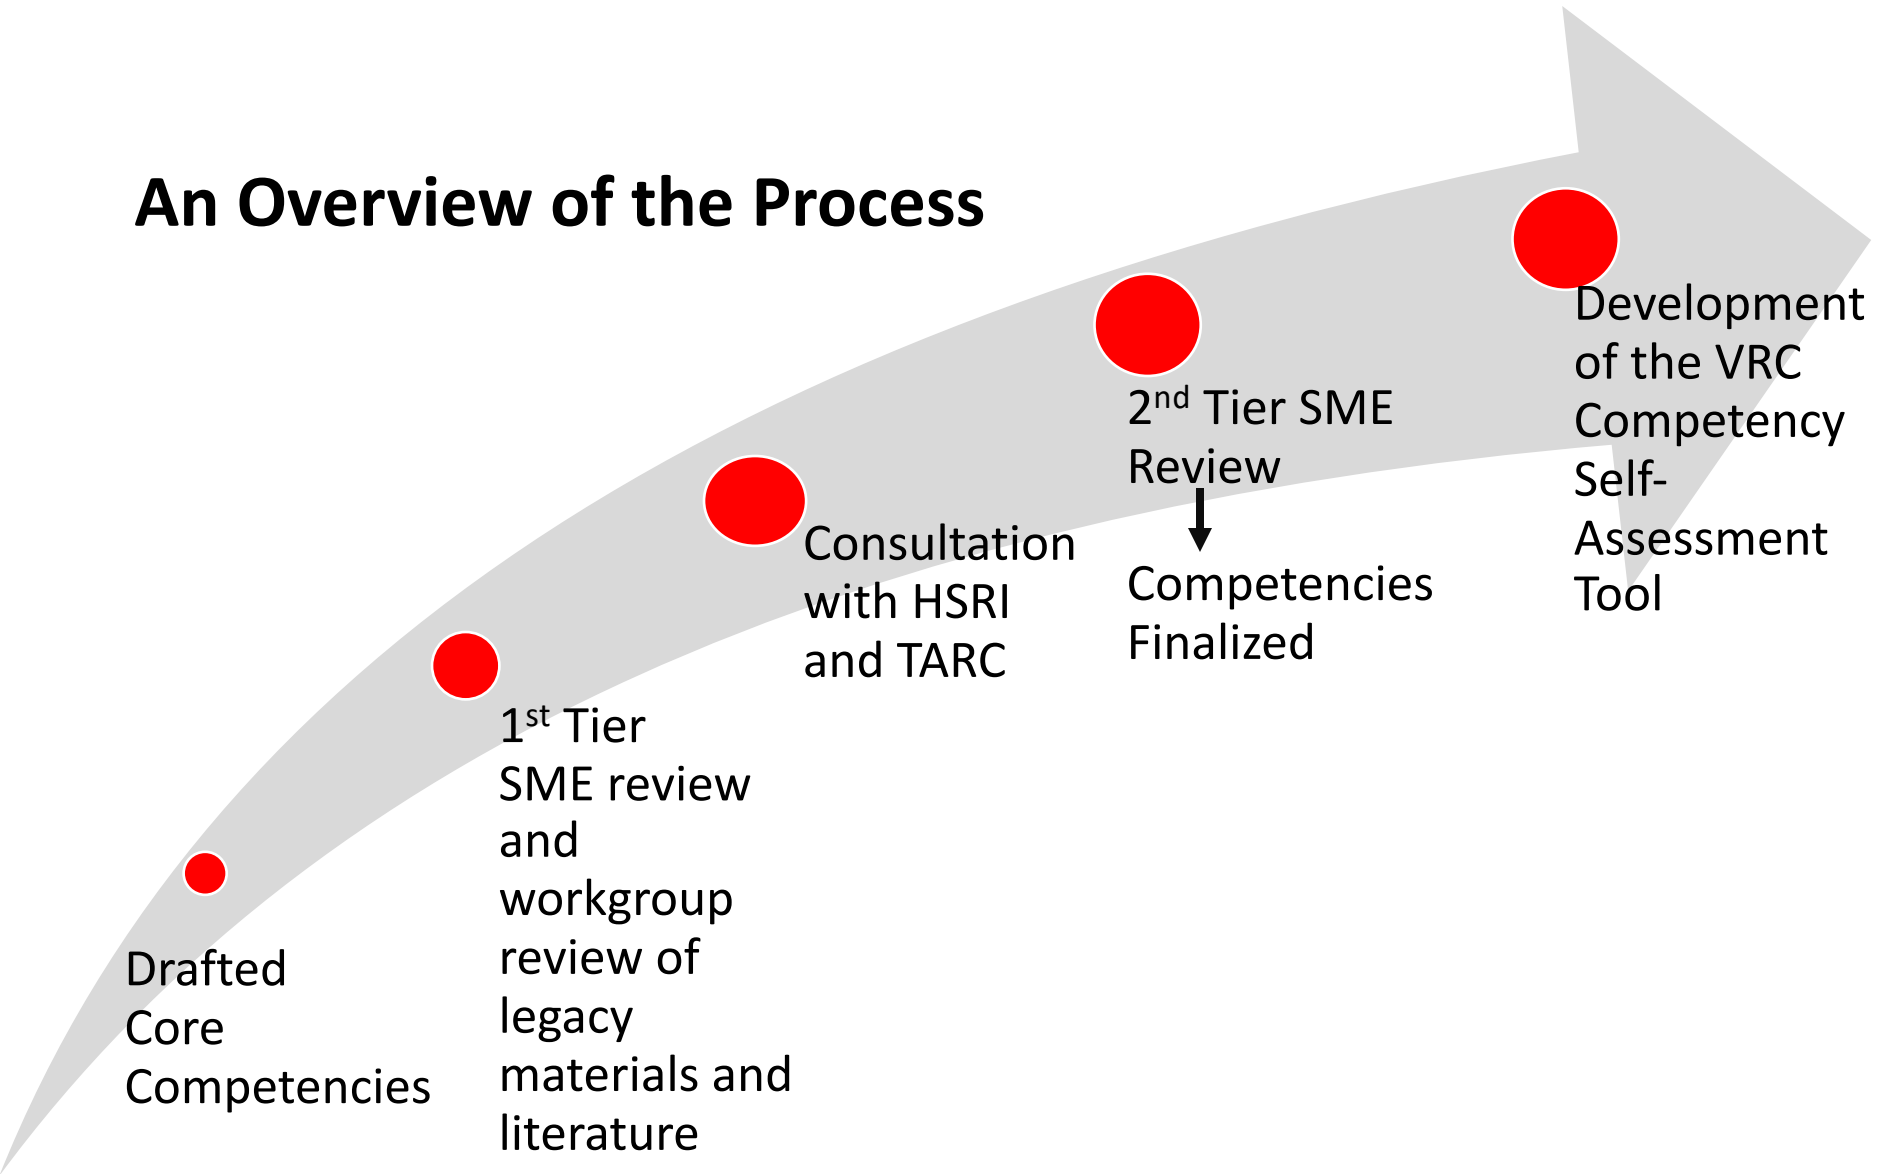 An Overview of the Process
Drafted
Core
Competencies
1st Tier
SME review
and
workgroup
review of
legacy
materials and
literature
Consultation
with HSRI
and TARC
2nd Tier SME
Review
Competencies
Finalized
Development
of the VRC
Competency
Self-
Assessment
Tool